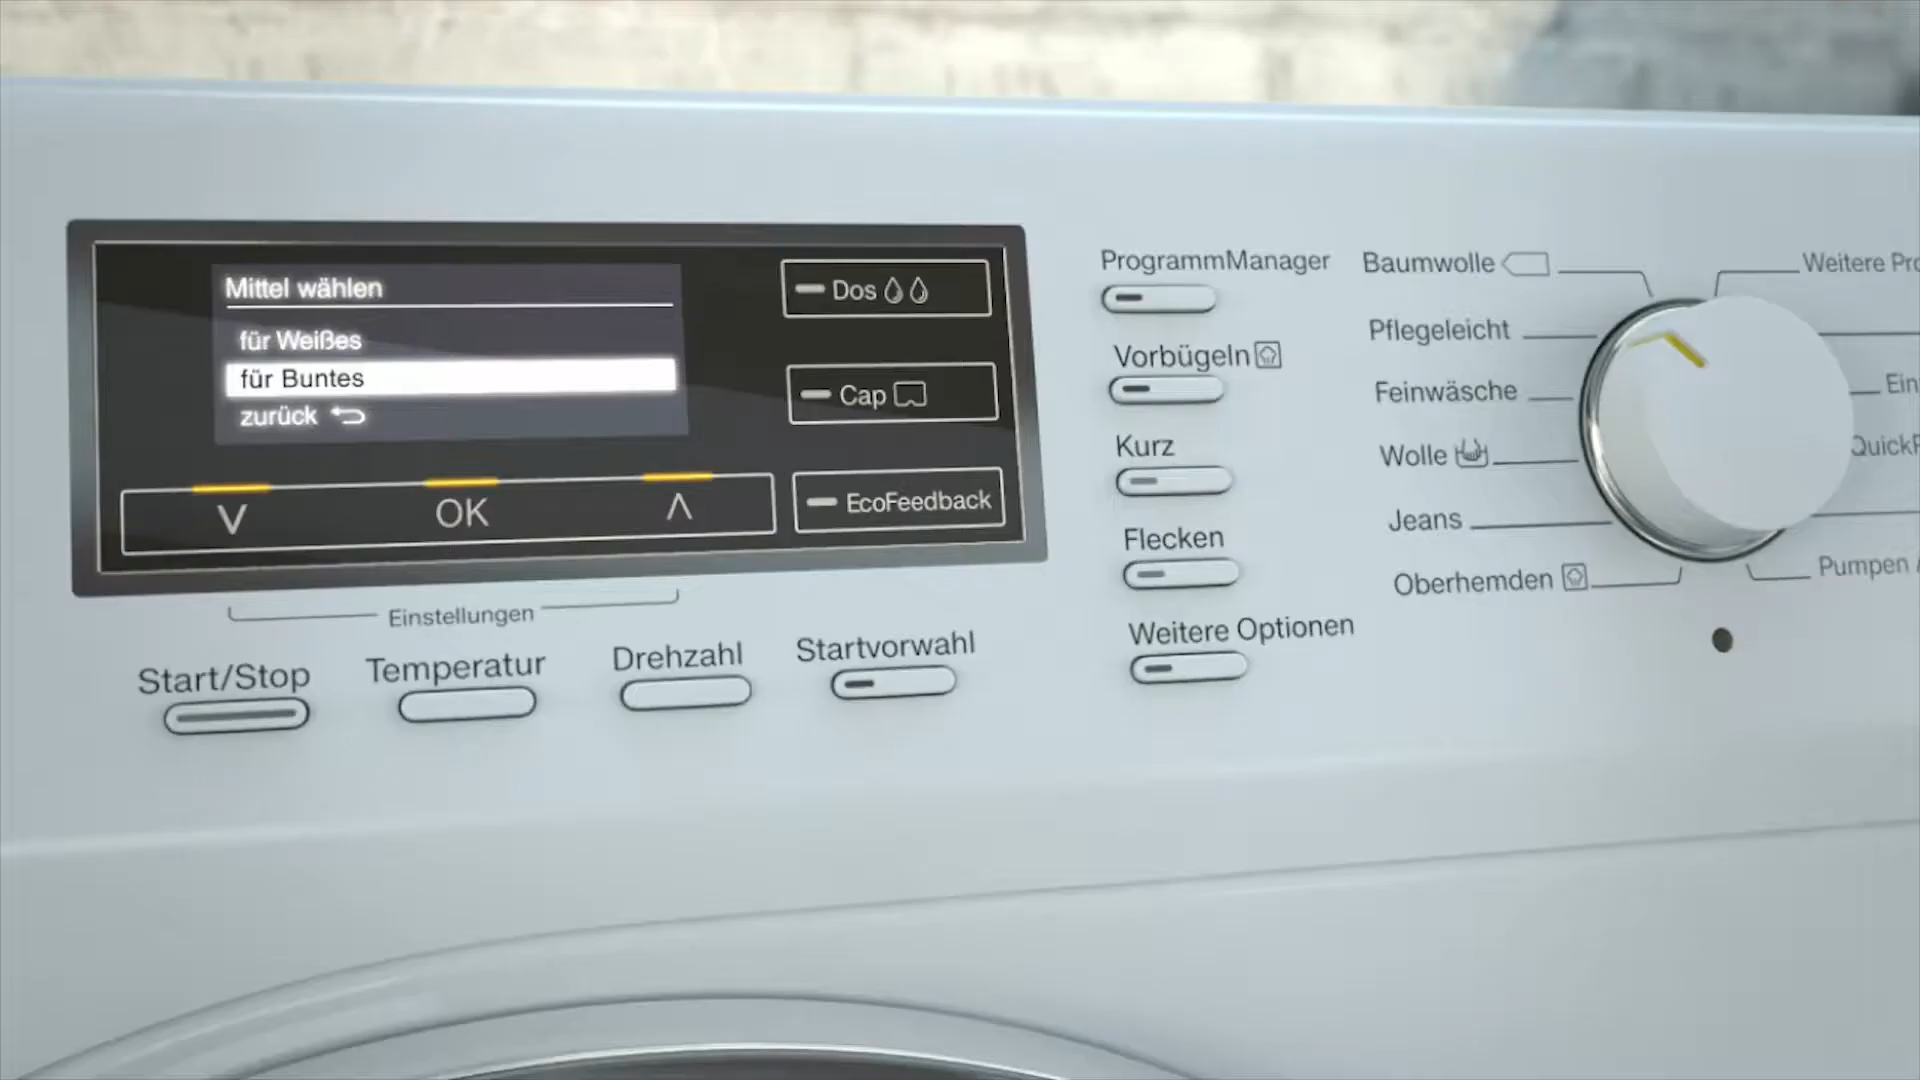 Mittel wählen
für Weißes
für Buntes
zurück
V OK Λ
Dos
Cap
EcoFeedback
Einstellungen
Start/Stop
Temperatur
Drehzahl
Startvorwahl
ProgrammManager
Vorbügeln
Kurz
Flecken
Weitere Optionen
Baumwolle
Pflegeleicht
Feinwäsche
Wolle
Jeans
Oberhemden
Weitere
Pumpen